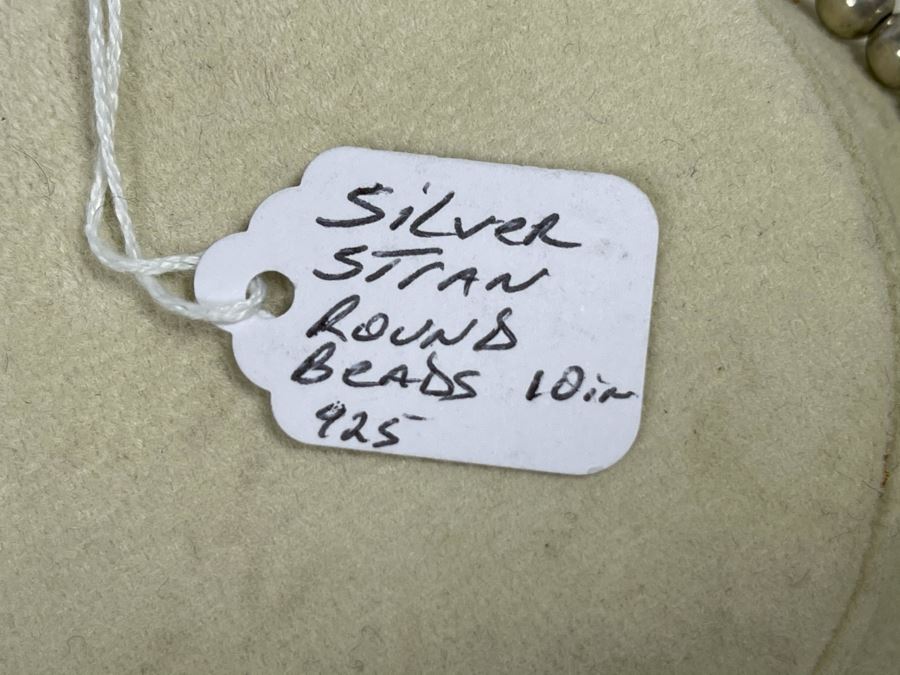 Silver
STran
Round
Beads 10in
925